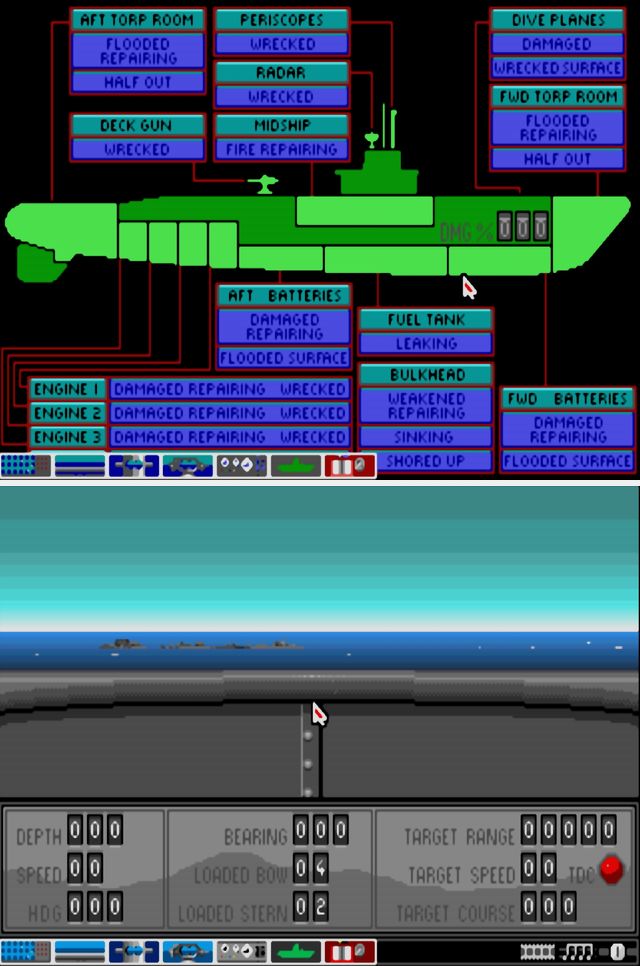 AFT TORP ROOM
FLOODED
REPAIRING
HALF OUT
PERISCOPES
WRECKED
RADAR
WRECKED
DIVE PLANES
DAMAGED
WRECKED SURFACE
FWD TORP ROOM
FLOODED
REPAIRING
HALF OUT
DECK GUN
WRECKED
MIDSHIP
FIRE REPAIRING
DMG % 000
AFT BATTERIES
DAMAGED
REPAIRING
FLOODED SURFACE
FUEL TANK
LEAKING
BULKHEAD
WEAKENED
REPAIRING
SINKING
SHORED UP
FWD BATTERIES
DAMAGED
REPAIRING
FLOODED SURFACE
ENGINE 1 DAMAGED REPAIRING WRECKED
ENGINE 2 DAMAGED REPAIRING WRECKED
ENGINE 3 DAMAGED REPAIRING WRECKED
DEPTH 000
SPEED 00
HDG 000
BEARING 000
LOADED BOW 04
LOADED STERN 02
TARGET RANGE 00000
TARGET SPEED 00 TDC
TARGET COURSE 000